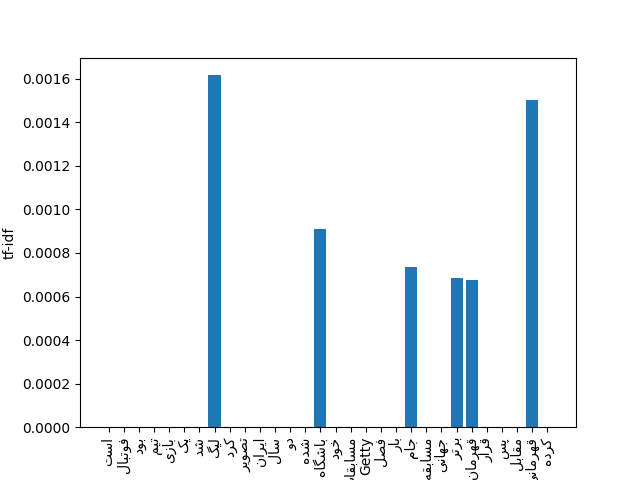 0.0016
0.0014
0.0012
0.0010
0.0008
0.0006
0.0004
0.0002
0.0000
tf-idf
است
فوتبال
بود
تیم
بازی
یک
شد
لیگ
کرد
تصویر
ایران
سال
دو
شده
باشگاه
خود
مسابقا
Getty
فصل
بار
جام
مسابقه
جهانی
برتر
قهرمان
قرار
پس
مقابل
قهرمانی
کرده